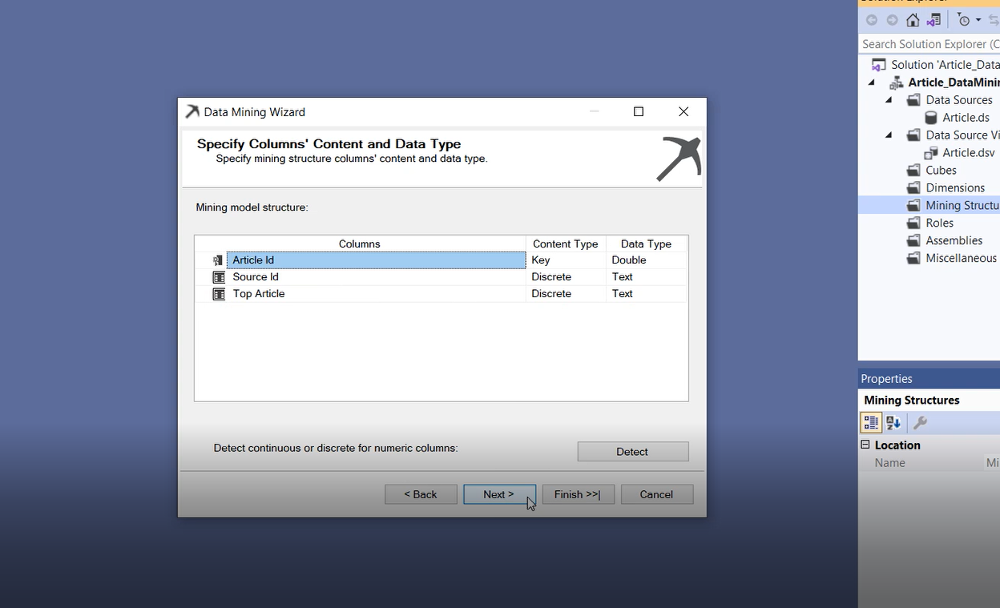 Data Mining Wizard
Specify Columns' Content and Data Type
Specify mining structure columns' content and data type.
Mining model structure:
Columns Content Type Data Type
Article Id Key Double
Source Id Discrete Text
Top Article Discrete Text
Detect continuous or discrete for numeric columns:
Detect
< Back
Next >
Finish >>|
Cancel
Solution Explorer
Search Solution Explorer (C
Solution 'Article_Data
Article_DataMinin
Data Sources
Article.ds
Data Source Vi
Article.dsv
Cubes
Dimensions
Mining Structu
Roles
Assemblies
Miscellaneous
Properties
Mining Structures
Location
Name Mi